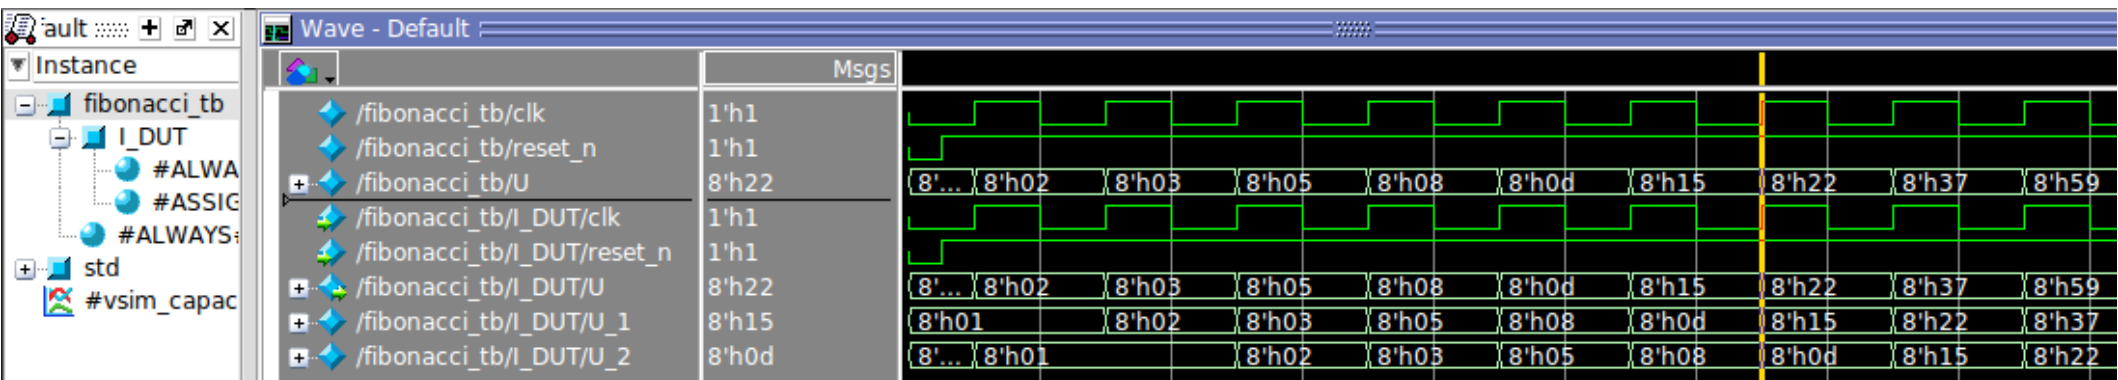 ault
Wave - Default
Instance
Msgs
fibonacci_tb
I_DUT
#ALWA
#ASSIG
#ALWAYS
std
#vsim_capac
/fibonacci_tb/clk 1'h1
/fibonacci_tb/reset_n 1'h1
/fibonacci_tb/U 8'h22 8'... 8'h02 8'h03 8'h05 8'h08 8'h0d 8'h15 8'h22 8'h37 8'h59
/fibonacci_tb/I_DUT/clk 1'h1
/fibonacci_tb/I_DUT/reset_n 1'h1
/fibonacci_tb/I_DUT/U 8'h22 8'... 8'h02 8'h03 8'h05 8'h08 8'h0d 8'h15 8'h22 8'h37 8'h59
/fibonacci_tb/I_DUT/U_1 8'h15 8'h01 8'h02 8'h03 8'h05 8'h08 8'h0d 8'h15 8'h22 8'h37
/fibonacci_tb/I_DUT/U_2 8'h0d 8'... 8'h01 8'h02 8'h03 8'h05 8'h08 8'h0d 8'h15 8'h22